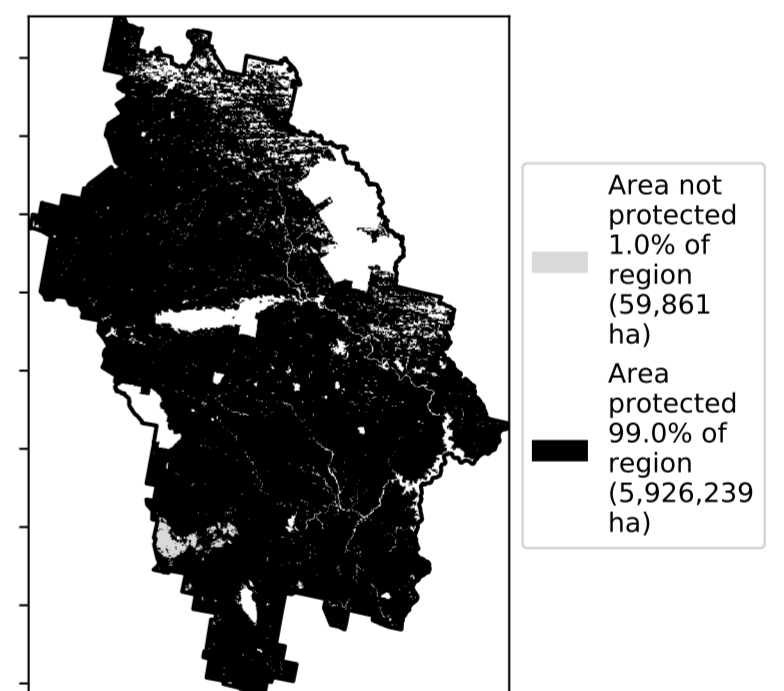 Area not
protected
1.0% of
region
(59,861
ha)
Area
protected
99.0% of
region
(5,926,239
ha)